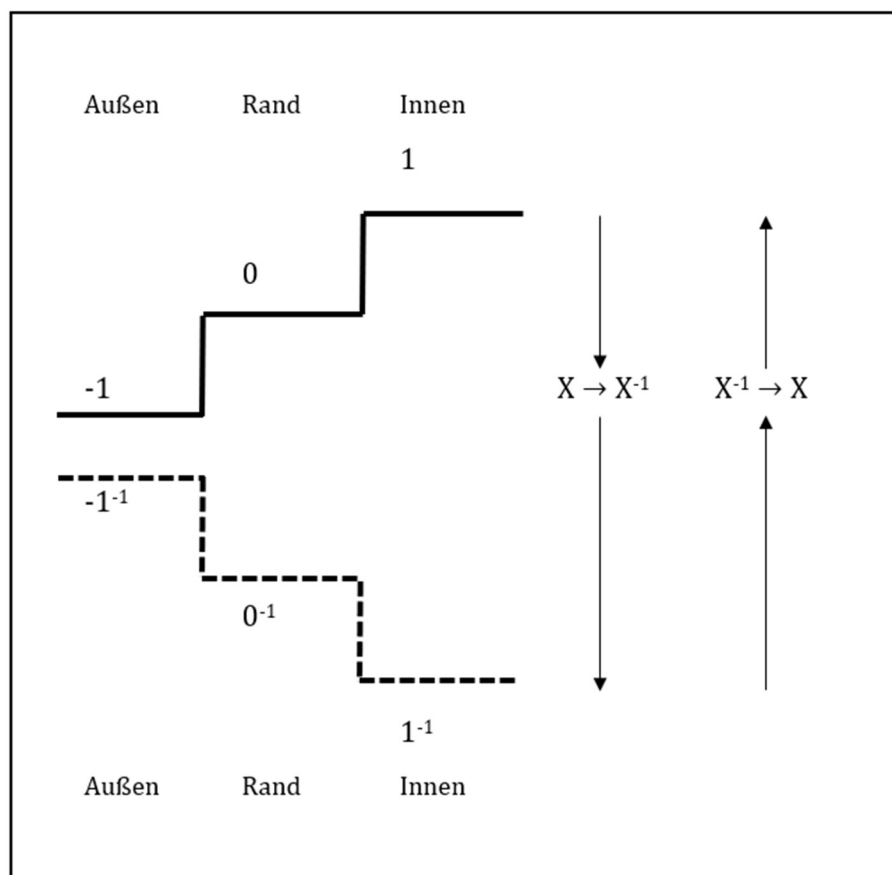 Außen Rand Innen
1
0
-1
X → X⁻¹ X⁻¹ → X
-1⁻¹
0⁻¹
1⁻¹
Außen Rand Innen